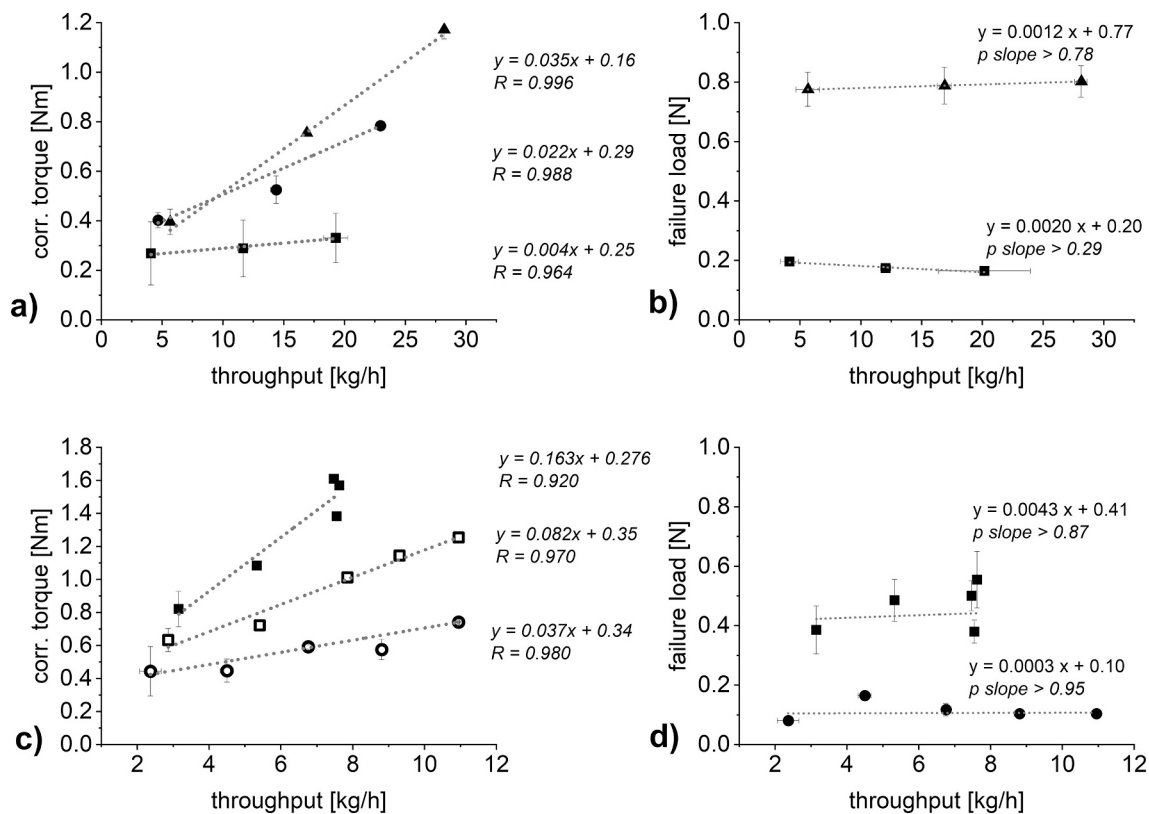 1.2
1.0
0.8
0.6
0.4
0.2
0.0
corr. torque [Nm]
y = 0.035x + 0.16
R = 0.996
y = 0.022x + 0.29
R = 0.988
y = 0.004x + 0.25
R = 0.964
a)
0 5 10 15 20 25 30
throughput [kg/h]
1.0
0.8
0.6
0.4
0.2
0.0
failure load [N]
y = 0.0012 x + 0.77
p slope > 0.78
y = 0.0020 x + 0.20
p slope > 0.29
b)
0 5 10 15 20 25 30
throughput [kg/h]
1.8
1.6
1.4
1.2
1.0
0.8
0.6
0.4
0.2
0.0
corr. torque [Nm]
y = 0.163x + 0.276
R = 0.920
y = 0.082x + 0.35
R = 0.970
y = 0.037x + 0.34
R = 0.980
c)
2 4 6 8 10 12
throughput [kg/h]
1.0
0.8
0.6
0.4
0.2
0.0
failure load [N]
y = 0.0043 x + 0.41
p slope > 0.87
y = 0.0003 x + 0.10
p slope > 0.95
d)
2 4 6 8 10 12
throughput [kg/h]